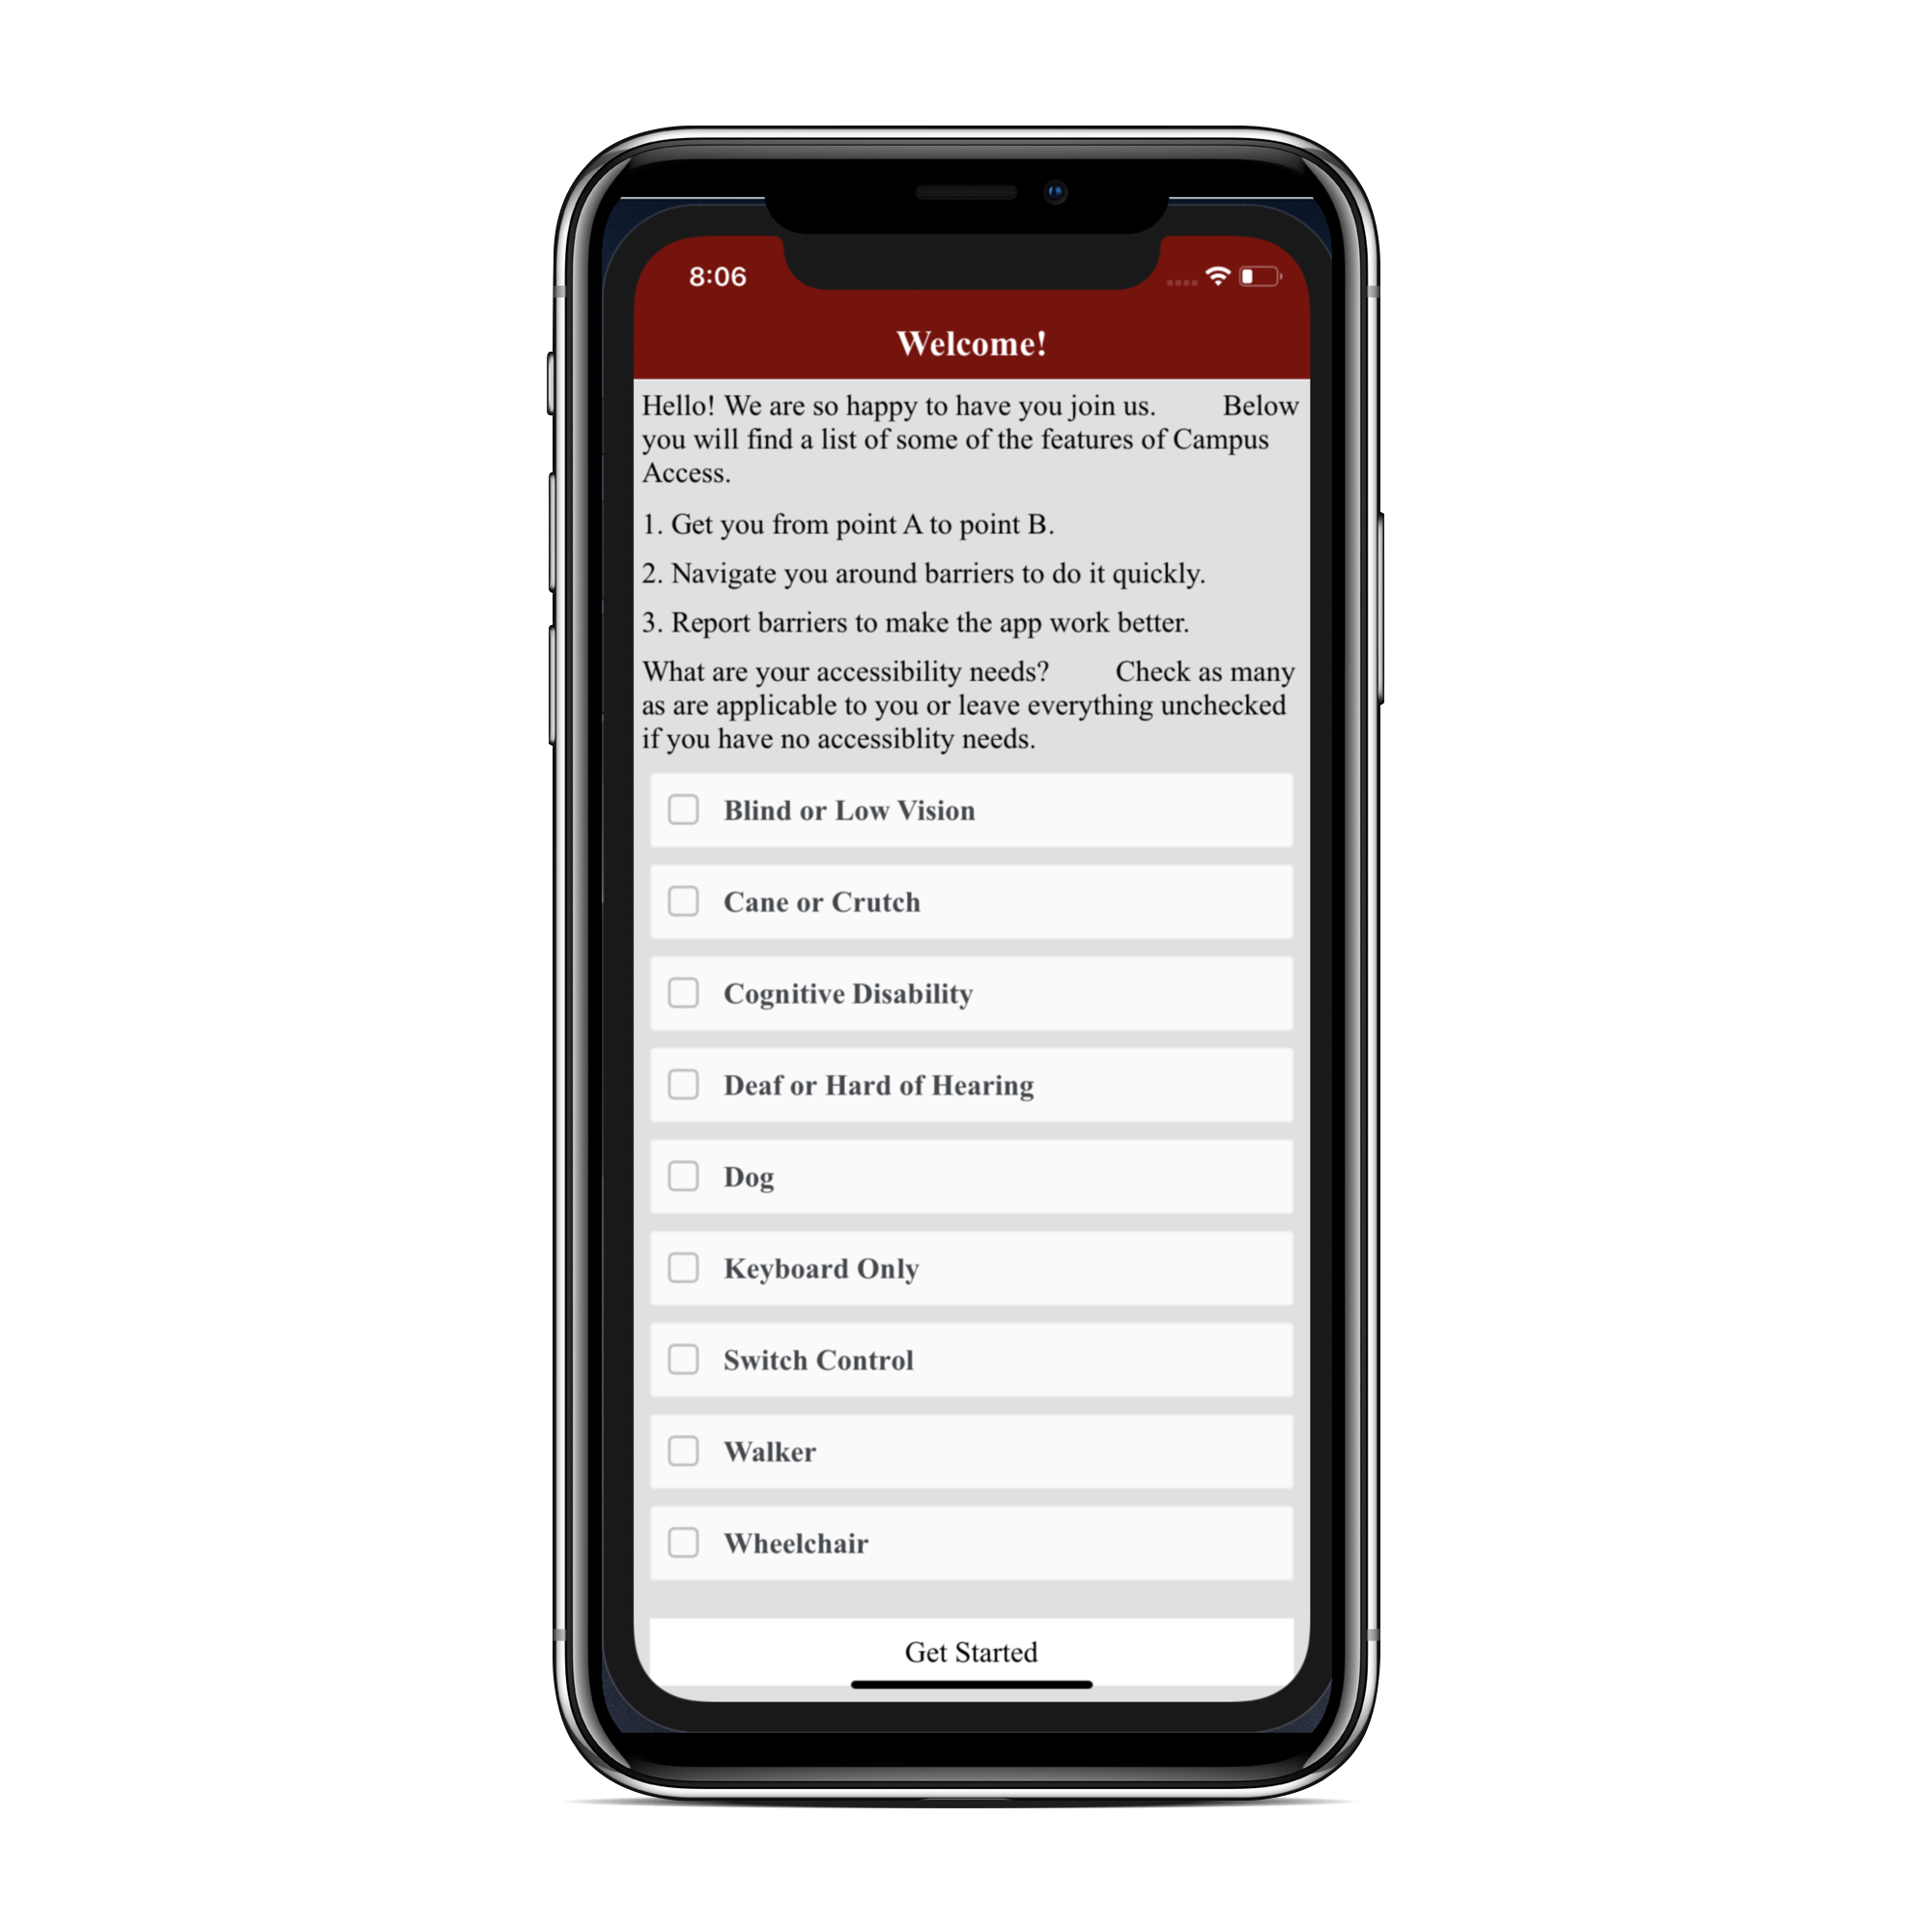 8:06
Welcome!
Hello! We are so happy to have you join us. Below
you will find a list of some of the features of Campus
Access.
1. Get you from point A to point B.
2. Navigate you around barriers to do it quickly.
3. Report barriers to make the app work better.
What are your accessibility needs? Check as many
as are applicable to you or leave everything unchecked
if you have no accessiblity needs.
Blind or Low Vision
Cane or Crutch
Cognitive Disability
Deaf or Hard of Hearing
Dog
Keyboard Only
Switch Control
Walker
Wheelchair
Get Started